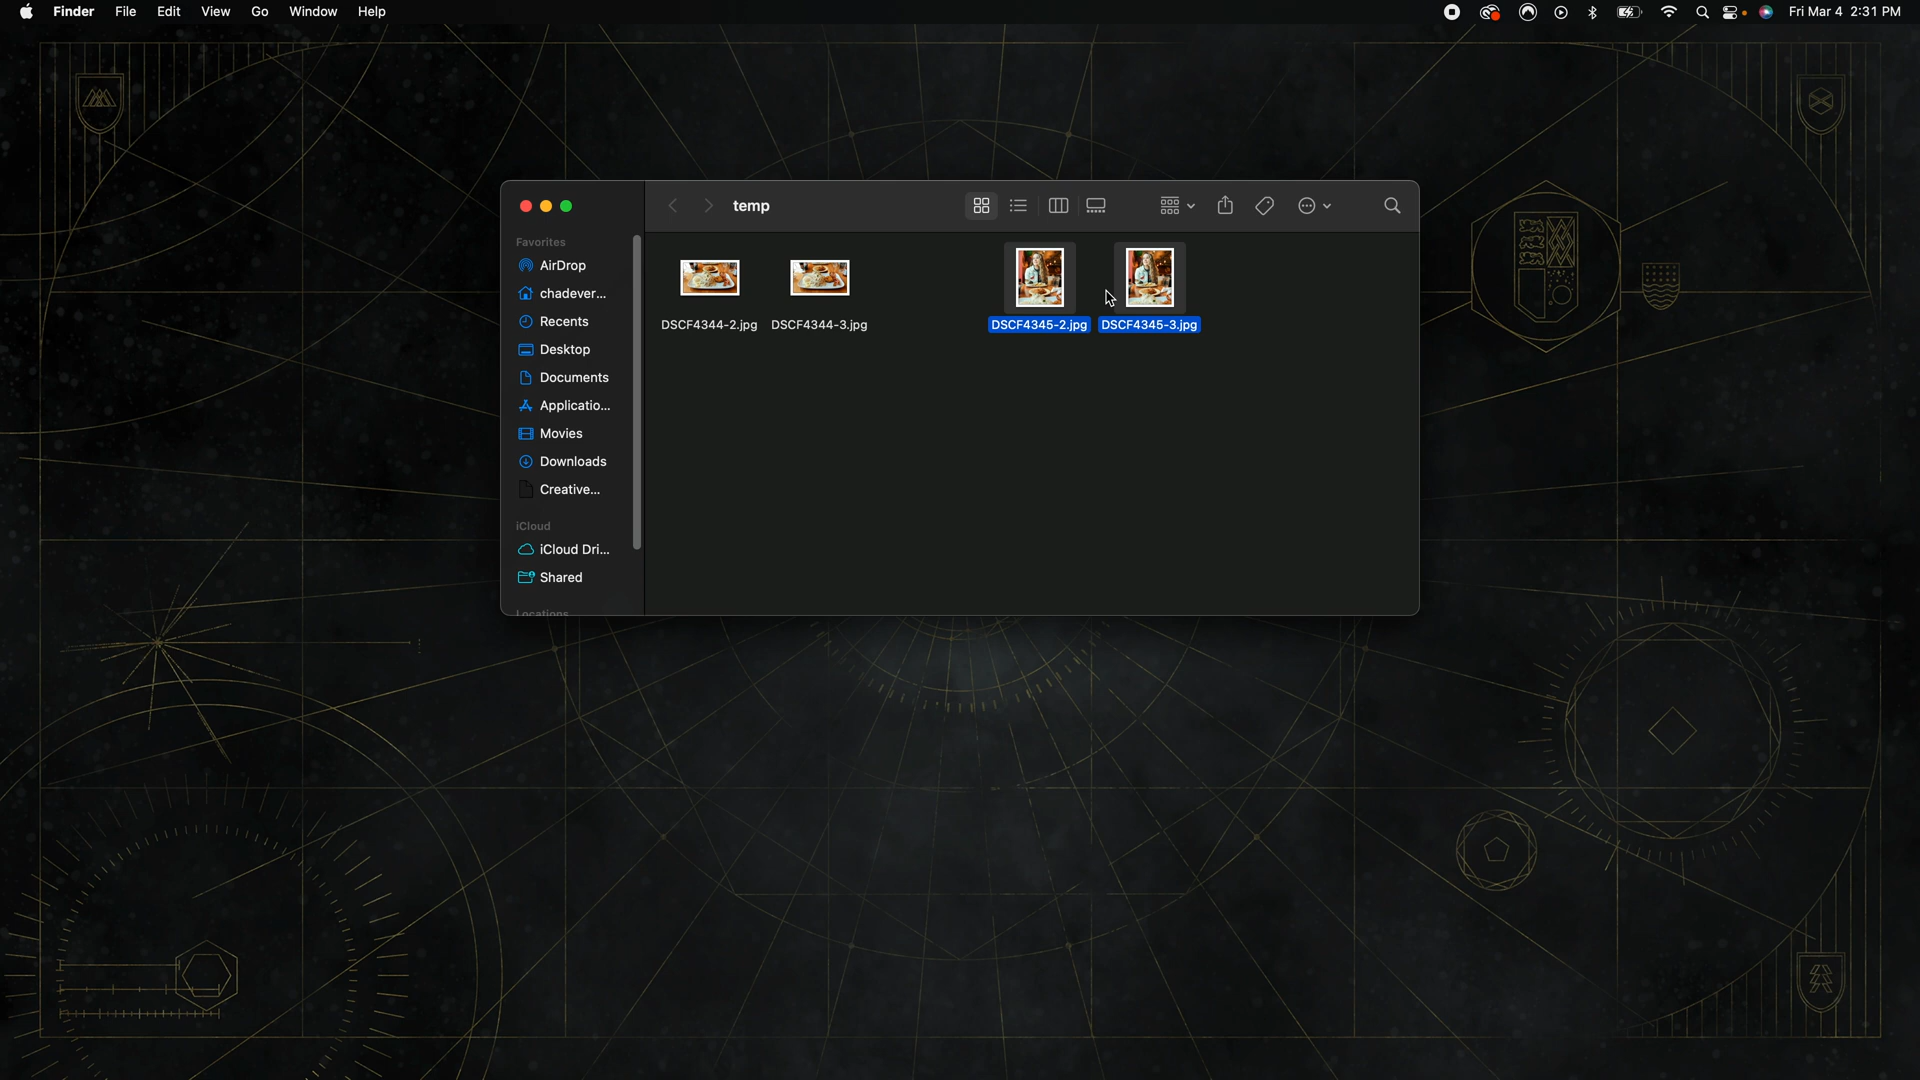 Finder File Edit View Go Window Help Fri Mar 4 2:31 PM
temp
Favorites
AirDrop
chadever...
Recents
Desktop
Documents
Applicatio...
Movies
Downloads
Creative...
iCloud
iCloud Dri...
Shared
Locations
DSCF4344-2.jpg DSCF4344-3.jpg DSCF4345-2.jpg DSCF4345-3.jpg